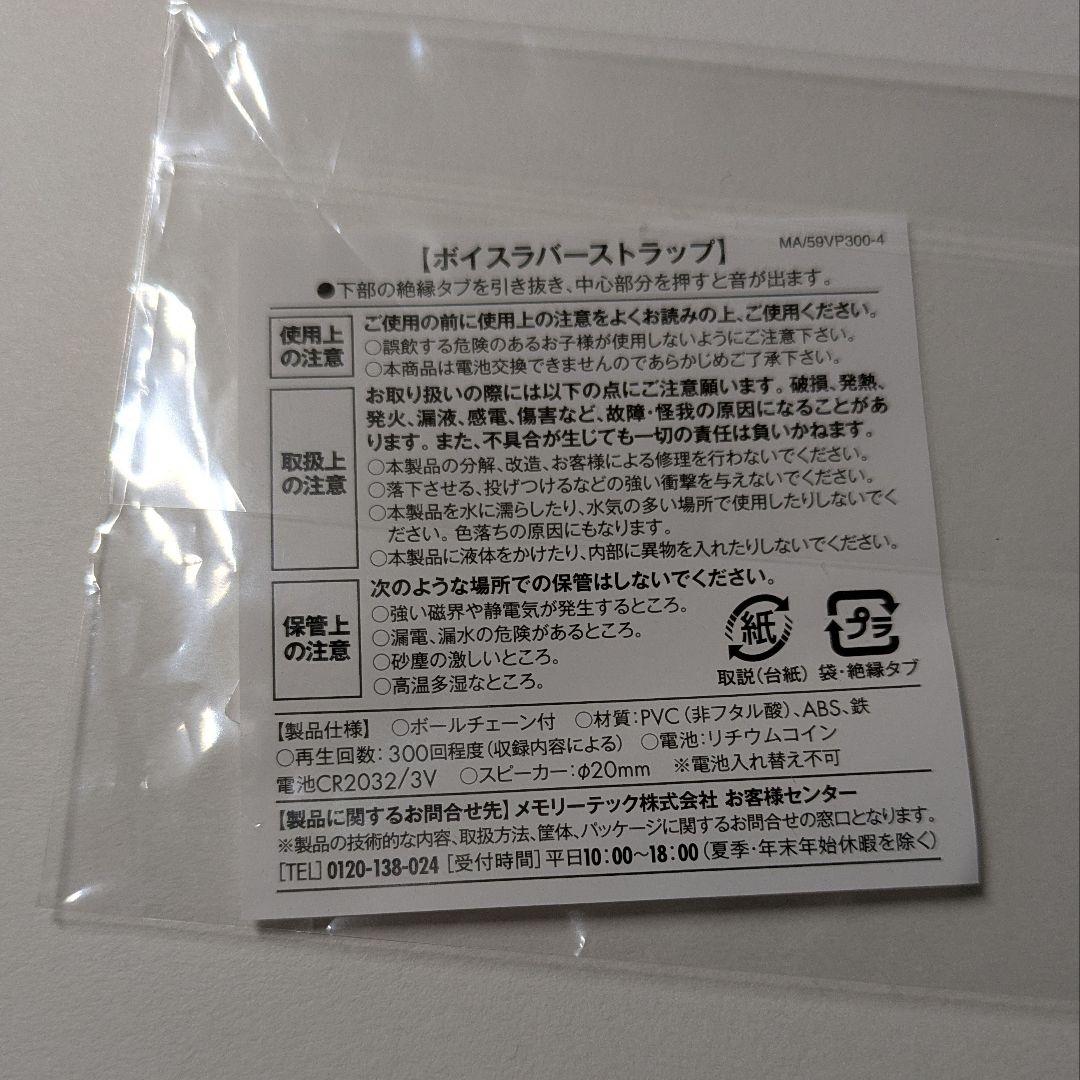 【ボイスラバーストラップ】
MA/59VP300-4
●下部の絶縁タブを引き抜き、中心部分を押すと音が出ます。
使用上
の注意
ご使用の前に使用上の注意をよくお読みの上、ご使用ください。
○誤飲する危険のあるお子様が使用しないようにご注意下さい。
○本商品は電池交換できませんのであらかじめご了承下さい。
取扱上
の注意
お取り扱いの際には以下の点にご注意願います。破損、発熱、
発火、漏液、感電、傷害など、故障・怪我の原因になることがあ
ります。また、不具合が生じても一切の責任は負いかねます。
○本製品の分解、改造、お客様による修理を行わないでください。
○落下させる、投げつけるなどの強い衝撃を与えないでください。
○本製品を水に濡らしたり、水気の多い場所で使用したりしないでく
ださい。色落ちの原因にもなります。
○本製品に液体をかけたり、内部に異物を入れたりしないでください。
保管上
の注意
次のような場所での保管はしないでください。
○強い磁界や静電気が発生するところ。
○漏電、漏水の危険があるところ。
○砂塵の激しいところ。
○高温多湿なところ。
紙
取説(台紙)
プラ
袋・絶縁タブ
【製品仕様】 ○ボールチェーン付 ○材質:PVC(非フタル酸)、ABS、鉄
○再生回数:300回程度(収録内容による) ○電池:リチウムコイン
電池CR2032/3V ○スピーカー:φ20mm ※電池入れ替え不可
【製品に関するお問合せ先】メモリーテック株式会社 お客様センター
※製品の技術的な内容、取扱方法、筐体、パッケージに関するお問合せの窓口となります。
[TEL]0120-138-024[受付時間]平日10:00〜18:00(夏季・年末年始休暇を除く)